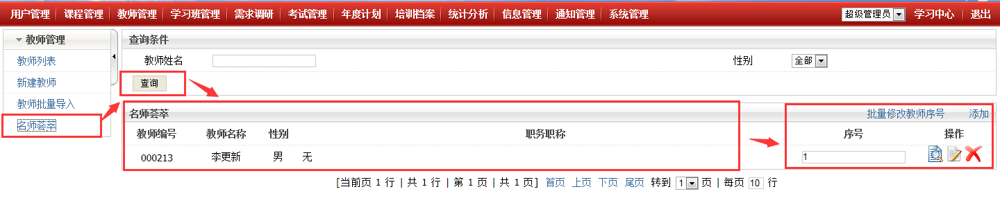 用户管理 课程管理 教师管理 学习班管理 需求调研 考试管理 年度计划 培训档案 统计分析 信息管理 通知管理 系统管理 超级管理员 学习中心 退出
教师管理
教师列表
新建教师
教师批量导入
名师荟萃
查询条件
教师姓名 性别 全部
查询
名师荟萃 批量修改教师序号 添加
教师编号 教师名称 性别 职务职称 序号 操作
000213 李更新 男 无 1
[当前页 1 行 | 共 1 行 | 第 1 页 | 共 1 页] 首页 上页 下页 尾页 转到 1 页 | 每页 10 行